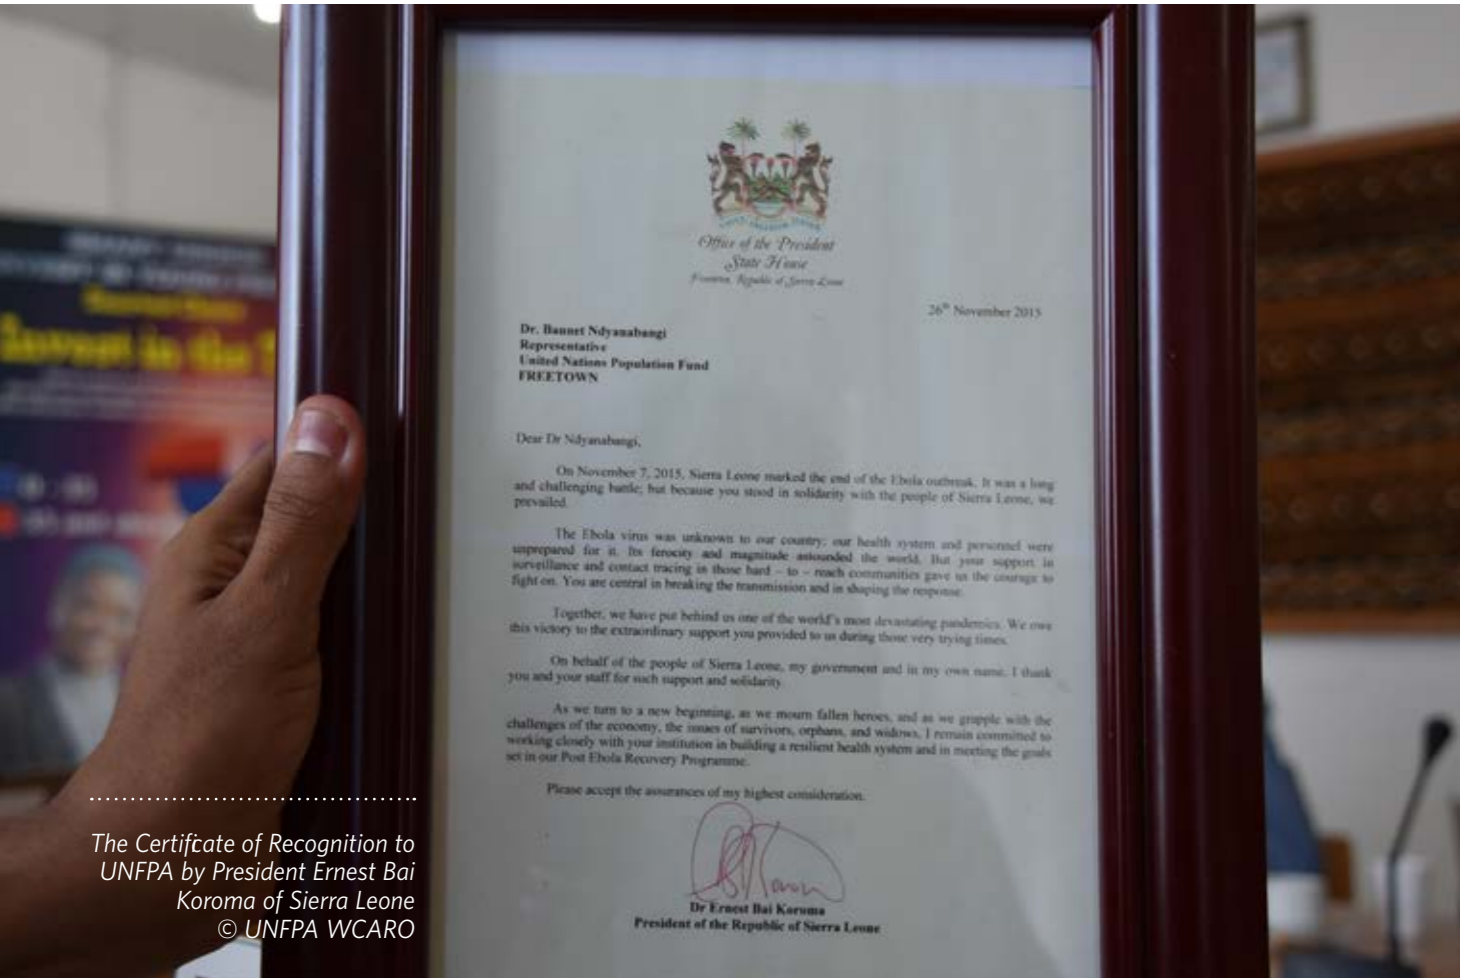 Office of the President
State House
Freetown, Republic of Sierra Leone
26th November 2015
Dr. Bannet Ndyanabangi
Representative
United Nations Population Fund
FREETOWN
Dear Dr Ndyanabangi,
On November 7, 2015, Sierra Leone marked the end of the Ebola outbreak. It was a long
and challenging battle; but because you stood in solidarity with the people of Sierra Leone, we
prevailed.
The Ebola virus was unknown to our country; our health system and personnel were
unprepared for it. Its ferocity and magnitude astounded the world. But your support in
surveillance and contact tracing in those hard – to – reach communities gave us the courage to
fight on. You are central in breaking the transmission and in shaping the response.
Together, we have put behind us one of the world's most devastating pandemics. We owe
this victory to the extraordinary support you provided to us during those very trying times.
On behalf of the people of Sierra Leone, my government and in my own name, I thank
you and your staff for such support and solidarity.
As we turn to a new beginning, as we mourn fallen heroes, and as we grapple with the
challenges of the economy, the issues of survivors, orphans, and widows, I remain committed to
working closely with your institution in building a resilient health system and in meeting the goals
set in our Post Ebola Recovery Programme.
Please accept the assurances of my highest consideration.
Dr Ernest Bai Koroma
President of the Republic of Sierra Leone
Invest in the
The Certificate of Recognition to
UNFPA by President Ernest Bai
Koroma of Sierra Leone
© UNFPA WCARO